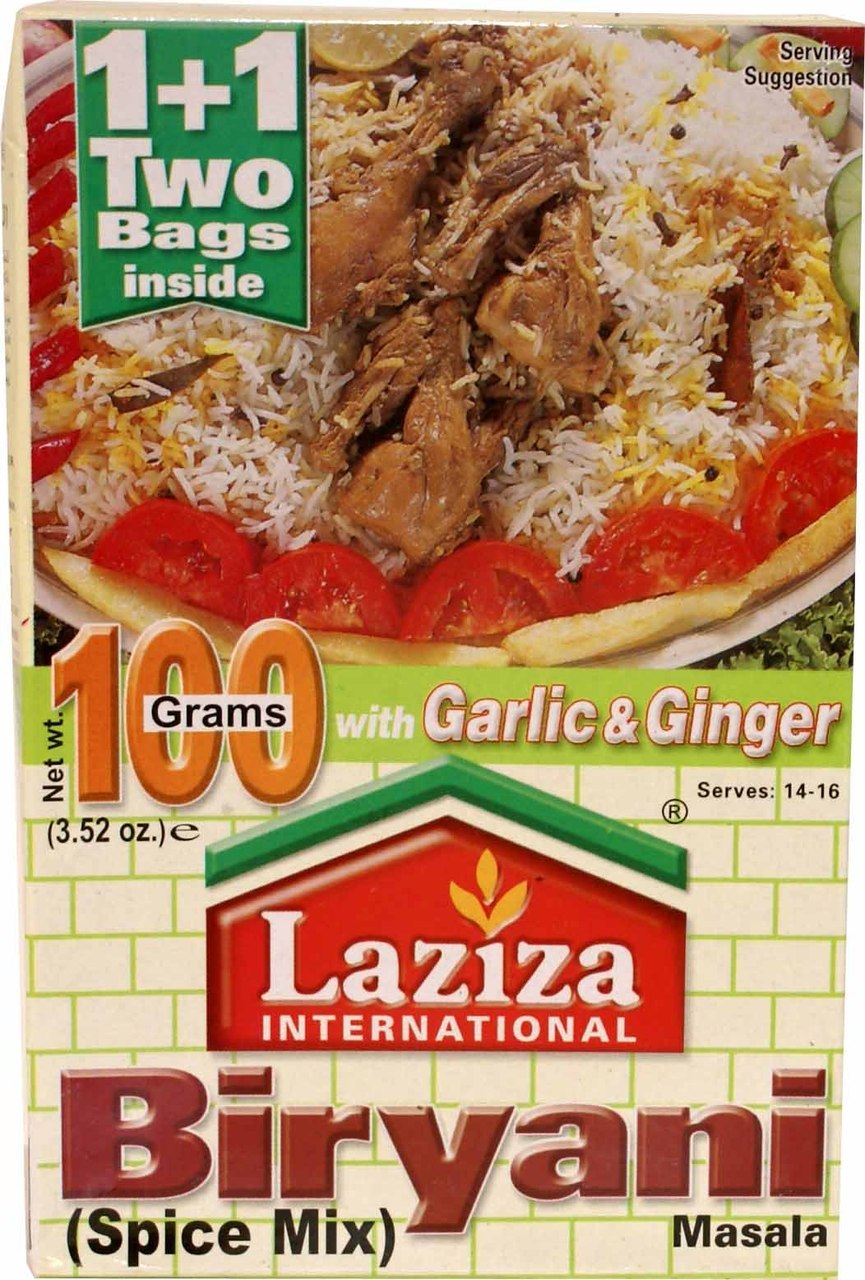 1+1
Two
Bags
inside
Serving
Suggestion
Net wt.
100
Grams
(3.52 oz.) ℮
with Garlic & Ginger
Serves: 14-16
®
Laziza
INTERNATIONAL
Biryani
(Spice Mix)
Masala